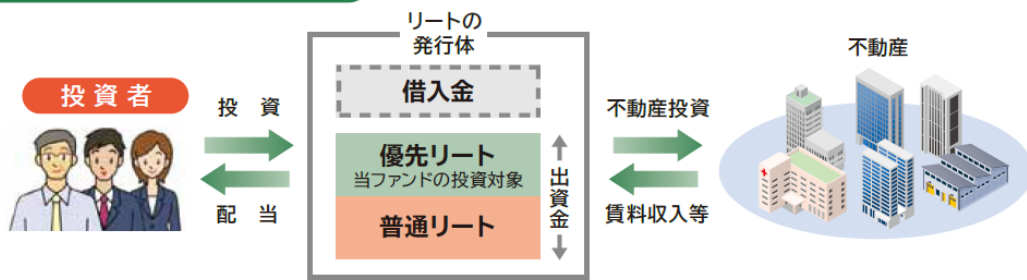 リートの
発行体
不動産
投資者
投 資
借入金
不動産投資
優先リート
当ファンドの投資対象
出資金
配 当
普通リート
賃料収入等